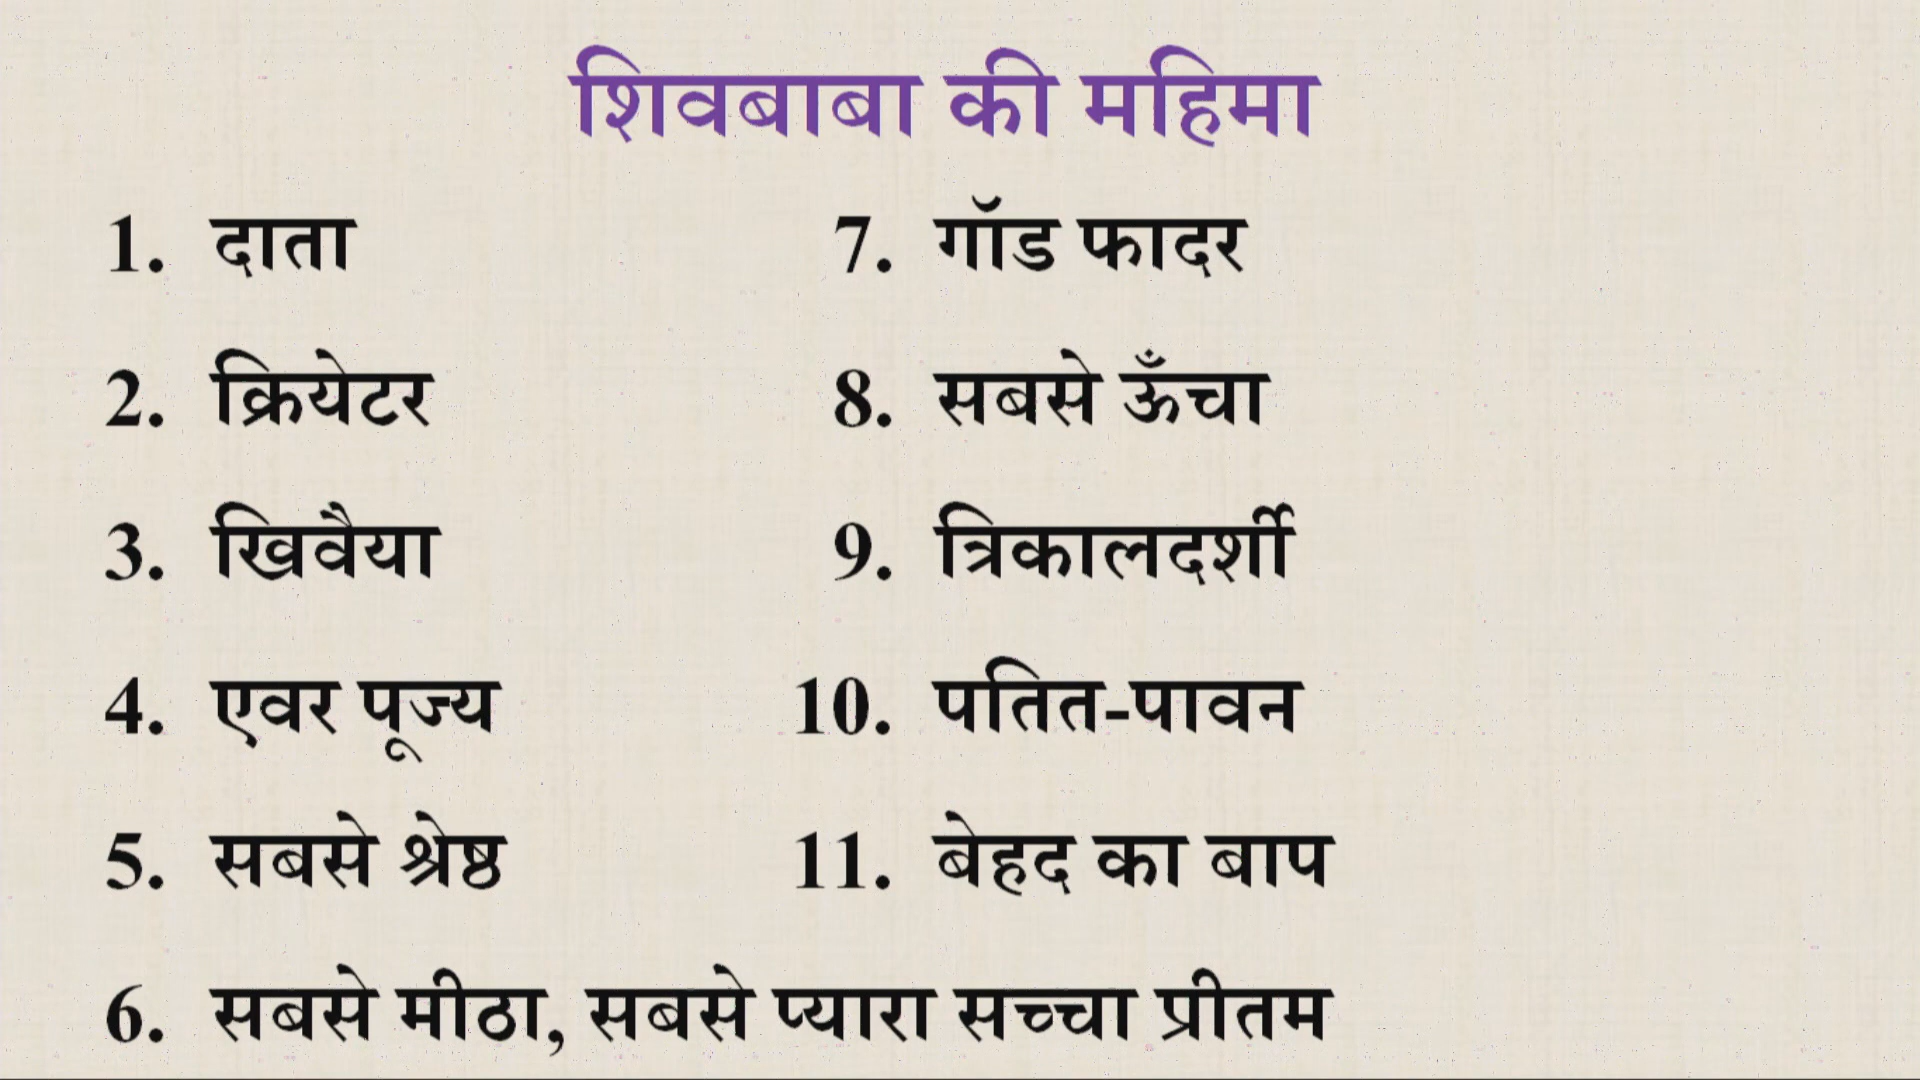 शिवबाबा की महिमा
1. दाता
2. क्रियेटर
3. खिवैया
4. एवर पूज्य
5. सबसे श्रेष्ठ
6. सबसे मीठा, सबसे प्यारा सच्चा प्रीतम
7. गॉड फादर
8. सबसे ऊँचा
9. त्रिकालदर्शी
10. पतित-पावन
11. बेहद का बाप